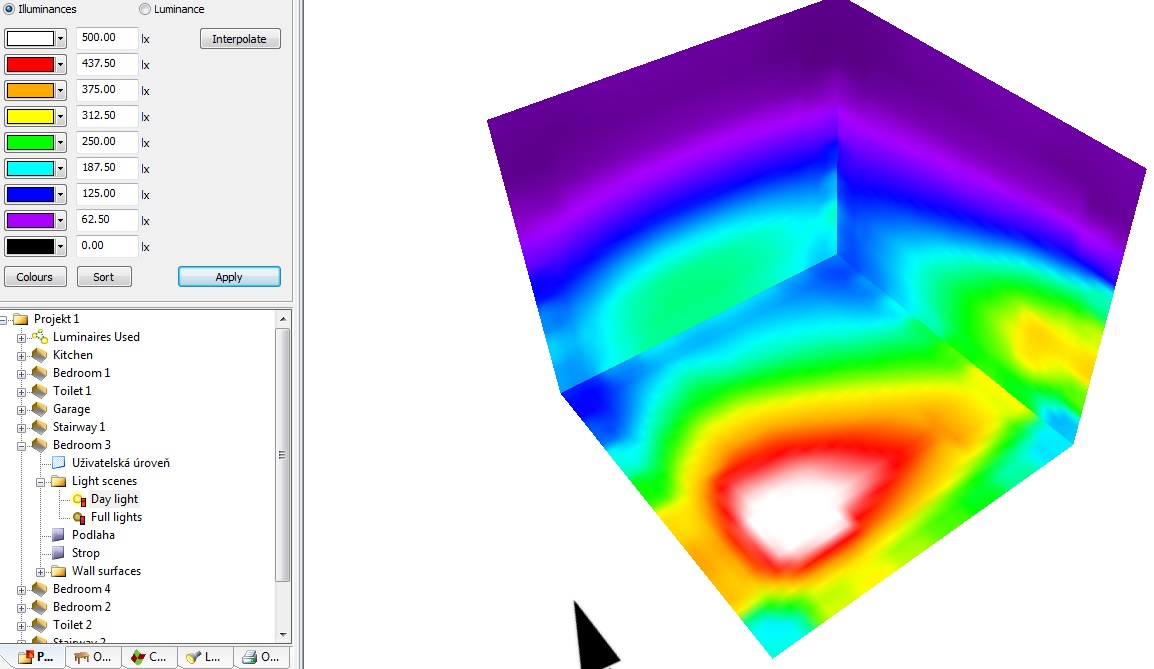 Illuminances Luminance
500.00 lx Interpolate
437.50 lx
375.00 lx
312.50 lx
250.00 lx
187.50 lx
125.00 lx
62.50 lx
0.00 lx
Colours Sort Apply
Projekt 1
Luminaires Used
Kitchen
Bedroom 1
Toilet 1
Garage
Stairway 1
Bedroom 3
Uživatelská úroveň
Light scenes
Day light
Full lights
Podlaha
Strop
Wall surfaces
Bedroom 4
Bedroom 2
Toilet 2
Stairway 2
P... O... C... L... O...